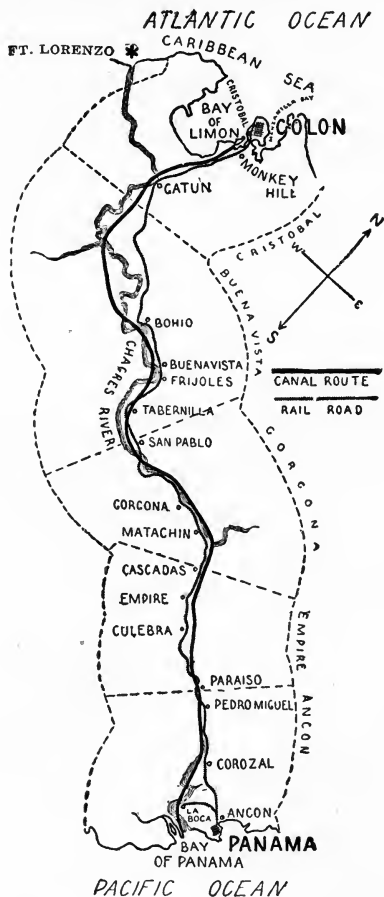 ATLANTIC OCEAN
FT. LORENZO
CARIBBEAN
SEA
CRISTOBAL
BAY
OF
LIMON
COLON
MONKEY
HILL
GATUN
CRISTOBAL
N
W
E
S
BUENAVISTA
BOHIO
CHAGRES
RIVER
BUENAVISTA
FRIJOLES
CANAL ROUTE
RAIL ROAD
TABERNILLA
SAN PABLO
GORGONA
GORCONA
MATACHIN
CASCADAS
EMPIRE
CULEBRA
EMPIRE
PARAISO
PEDRO MIGUEL
ANCON
COROZAL
LA
BOCA
ANCON
PANAMA
BAY
OF PANAMA
PACIFIC OCEAN